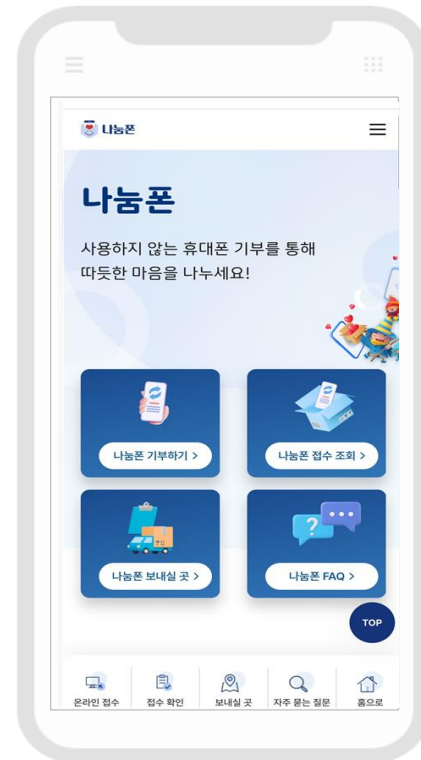 나눔폰
나눔폰
사용하지 않는 휴대폰 기부를 통해
따듯한 마음을 나누세요!
나눔폰 기부하기 >
나눔폰 접수 조회 >
?
나눔폰 보내실 곳 >
나눔폰 FAQ >
TOP
온라인 접수
접수 확인
보내실 곳
자주 묻는 질문
홈으로